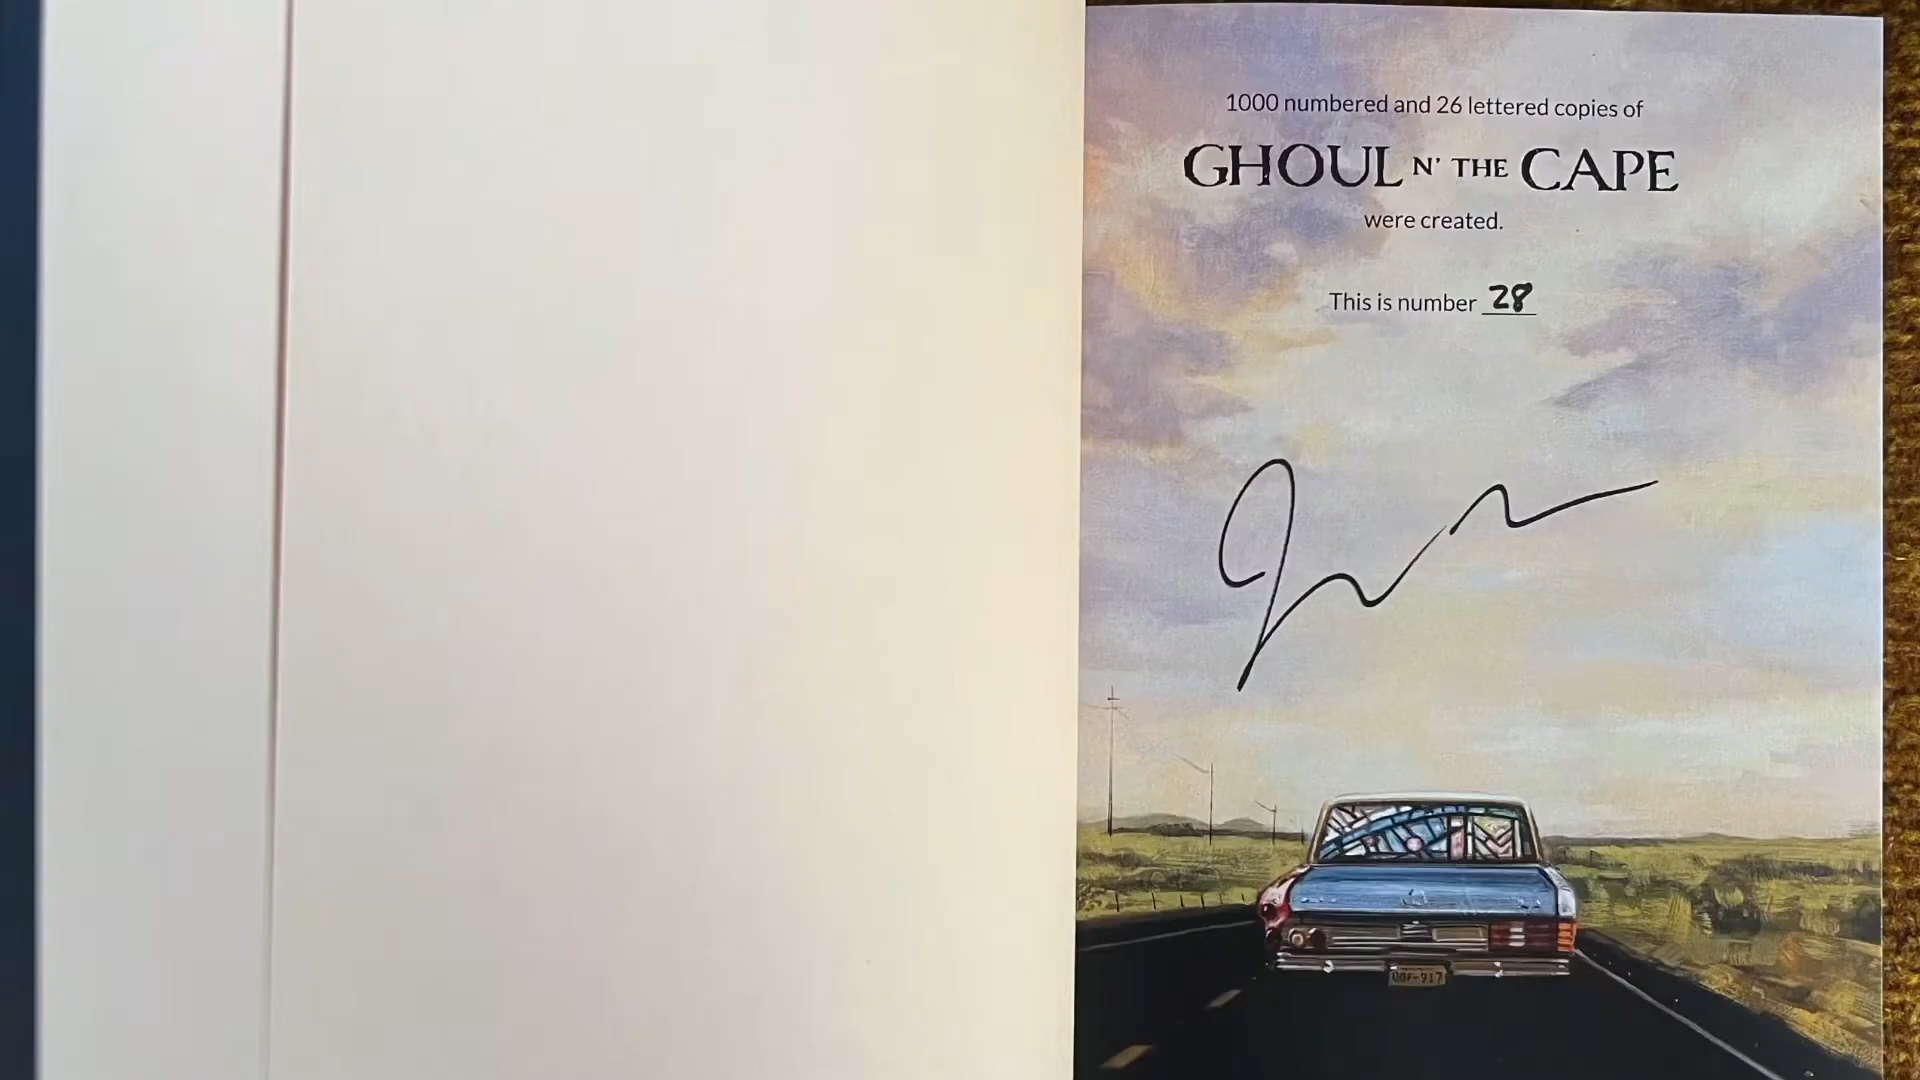 1000 numbered and 26 lettered copies of
GHOUL N' THE CAPE
were created.
This is number 28